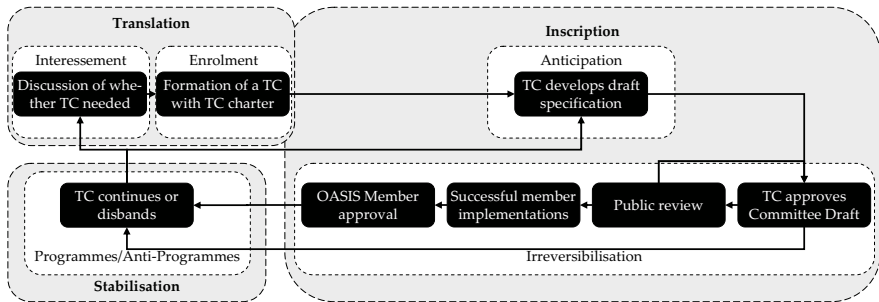 Translation
Inscription
Interessement
Enrolment
Anticipation
Discussion of whe-
ther TC needed
Formation of a TC
with TC charter
TC develops draft
specification
TC continues or
disbands
OASIS Member
approval
Successful member
implementations
Public review
TC approves
Committee Draft
Programmes/Anti-Programmes
Irreversibilisation
Stabilisation